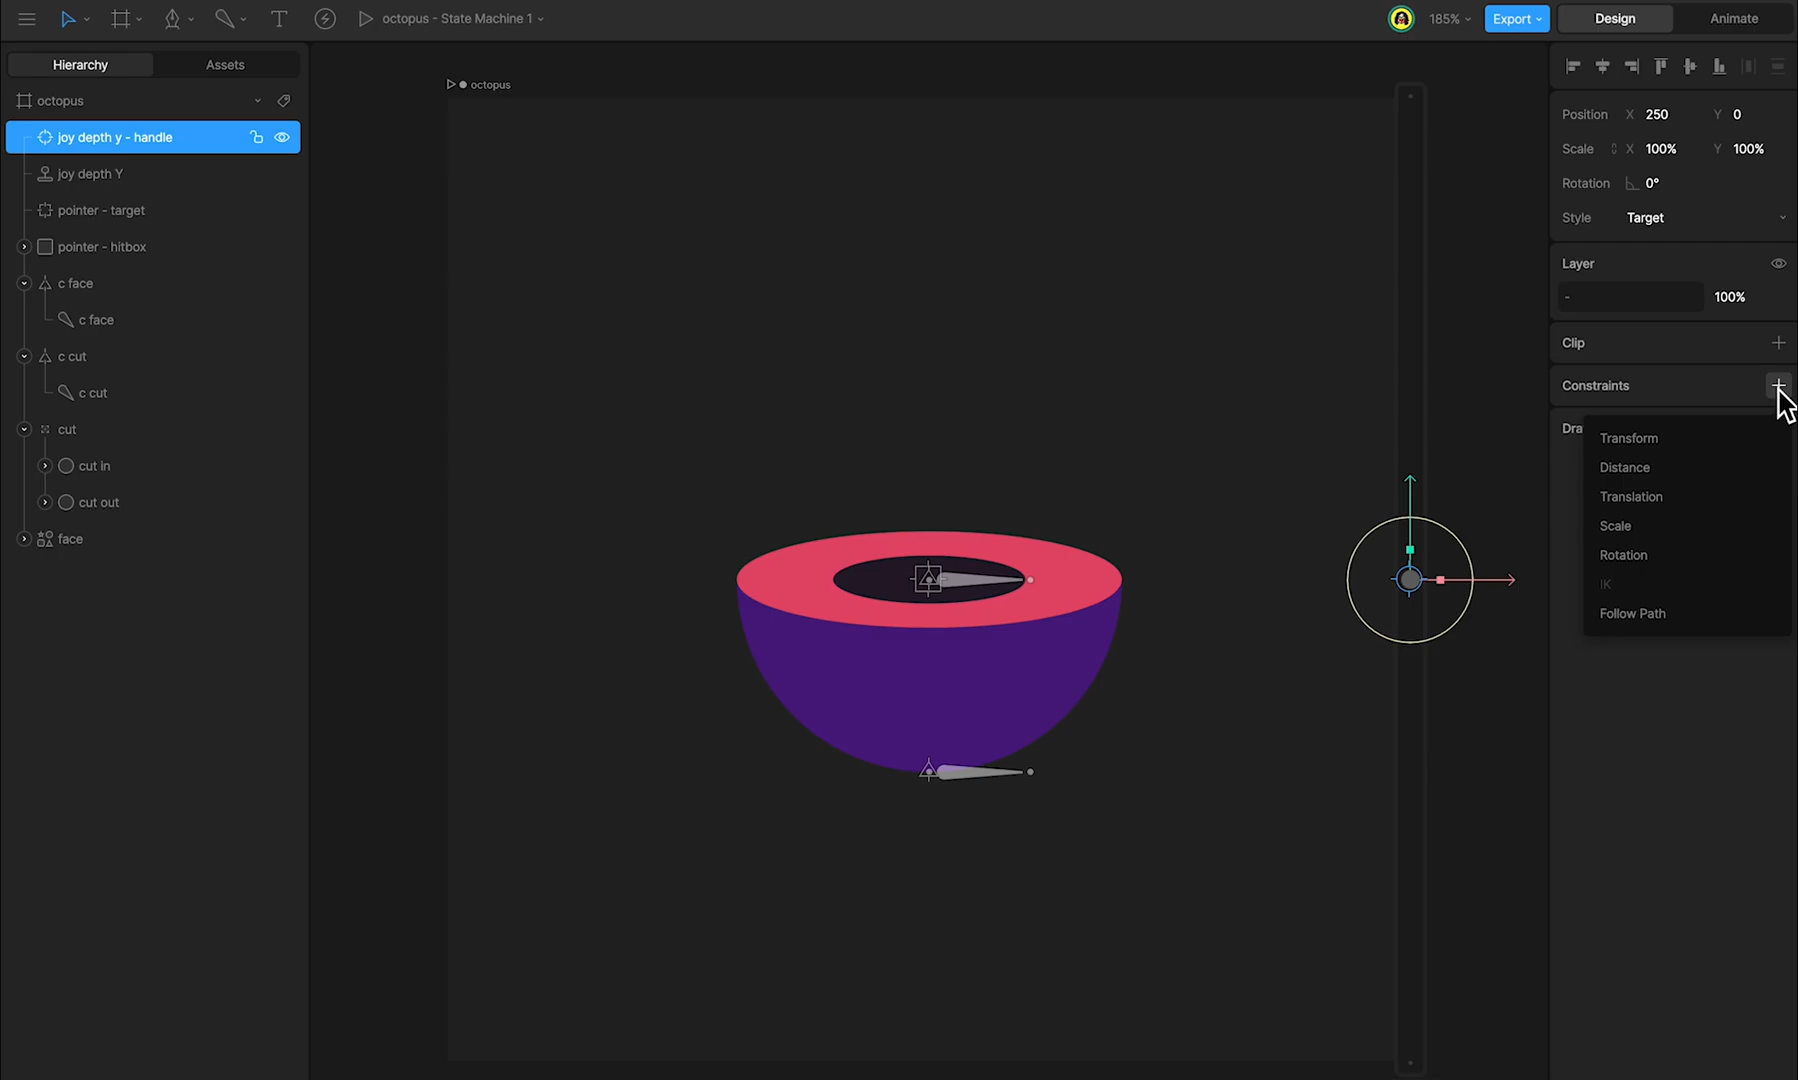 octopus - State Machine 1
185%
Export
Design
Animate
Hierarchy
Assets
octopus
joy depth y - handle
joy depth Y
pointer - target
pointer - hitbox
c face
c face
c cut
c cut
cut
cut in
cut out
face
octopus
Position X 250 Y 0
Scale X 100% Y 100%
Rotation 0°
Style Target
Layer
- 100%
Clip
Constraints
Dra
Transform
Distance
Translation
Scale
Rotation
IK
Follow Path